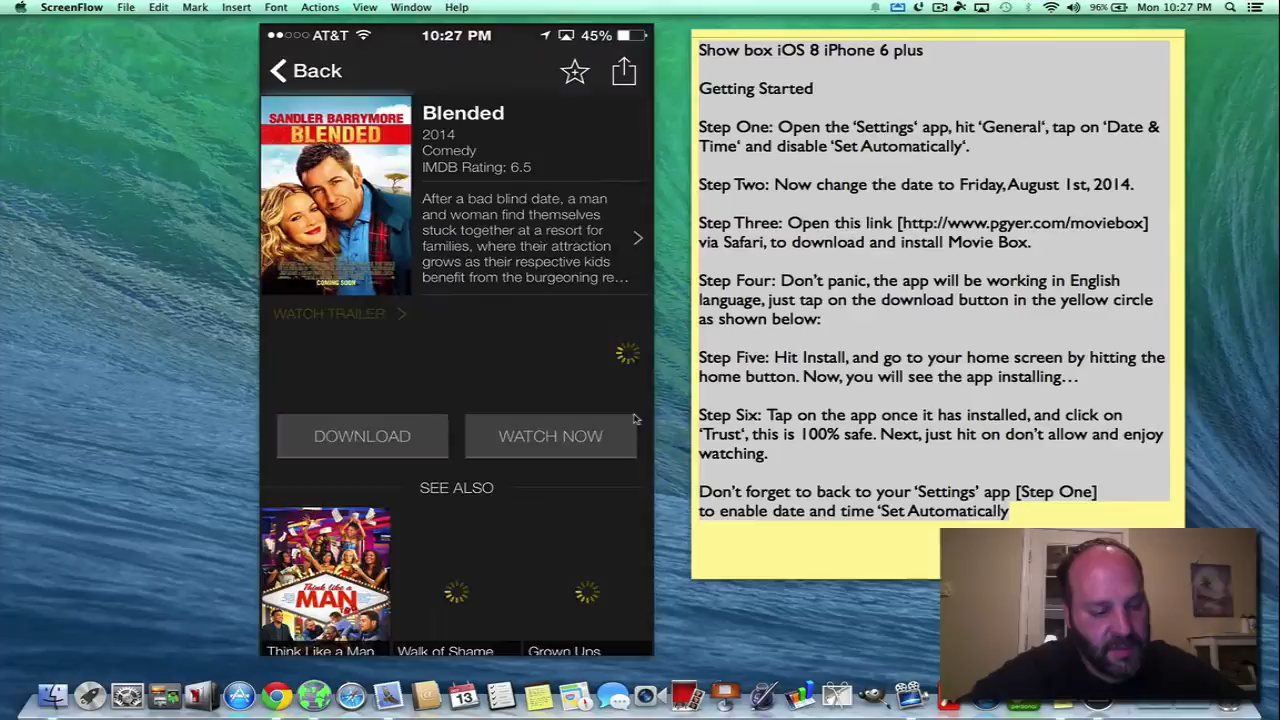 ScreenFlow File Edit Mark Insert Font Actions View Window Help 96% Mon 10:27 PM
AT&T 10:27 PM 45%
Back
SANDLER BARRYMORE
BLENDED
COMING SOON
Blended
2014
Comedy
IMDB Rating: 6.5
After a bad blind date, a man
and woman find themselves
stuck together at a resort for
families, where their attraction
grows as their respective kids
benefit from the burgeoning re…
WATCH TRAILER
DOWNLOAD WATCH NOW
SEE ALSO
Think like a
MAN
Think Like a Man Walk of Shame Grown Ups
Show box iOS 8 iPhone 6 plus
Getting Started
Step One: Open the ‘Settings‘ app, hit ‘General‘, tap on ‘Date &
Time‘ and disable ‘Set Automatically‘.
Step Two: Now change the date to Friday, August 1st, 2014.
Step Three: Open this link [http://www.pgyer.com/moviebox]
via Safari, to download and install Movie Box.
Step Four: Don’t panic, the app will be working in English
language, just tap on the download button in the yellow circle
as shown below:
Step Five: Hit Install, and go to your home screen by hitting the
home button. Now, you will see the app installing…
Step Six: Tap on the app once it has installed, and click on
‘Trust‘, this is 100% safe. Next, just hit on don’t allow and enjoy
watching.
Don’t forget to back to your ‘Settings’ app [Step One]
to enable date and time ‘Set Automatically
13